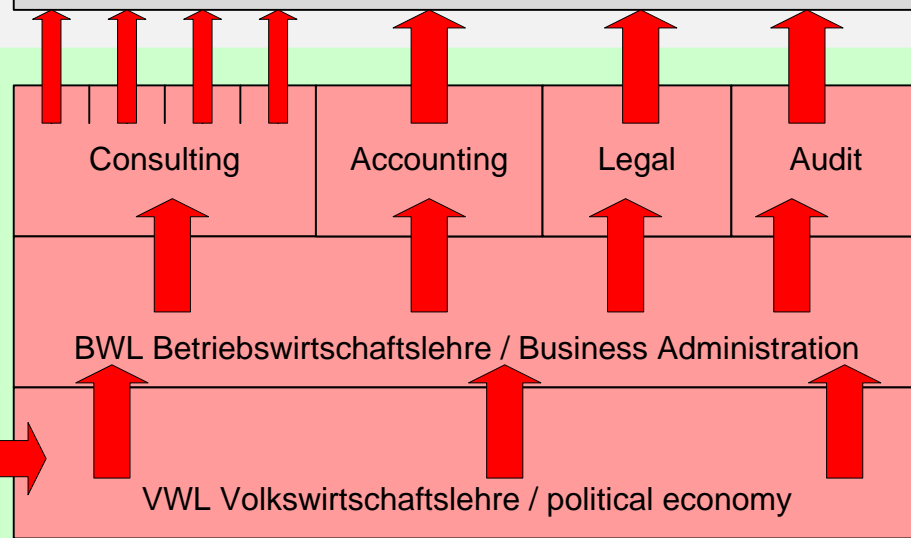 Consulting
Accounting
Legal
Audit
BWL Betriebswirtschaftslehre / Business Administration
VWL Volkswirtschaftslehre / political economy